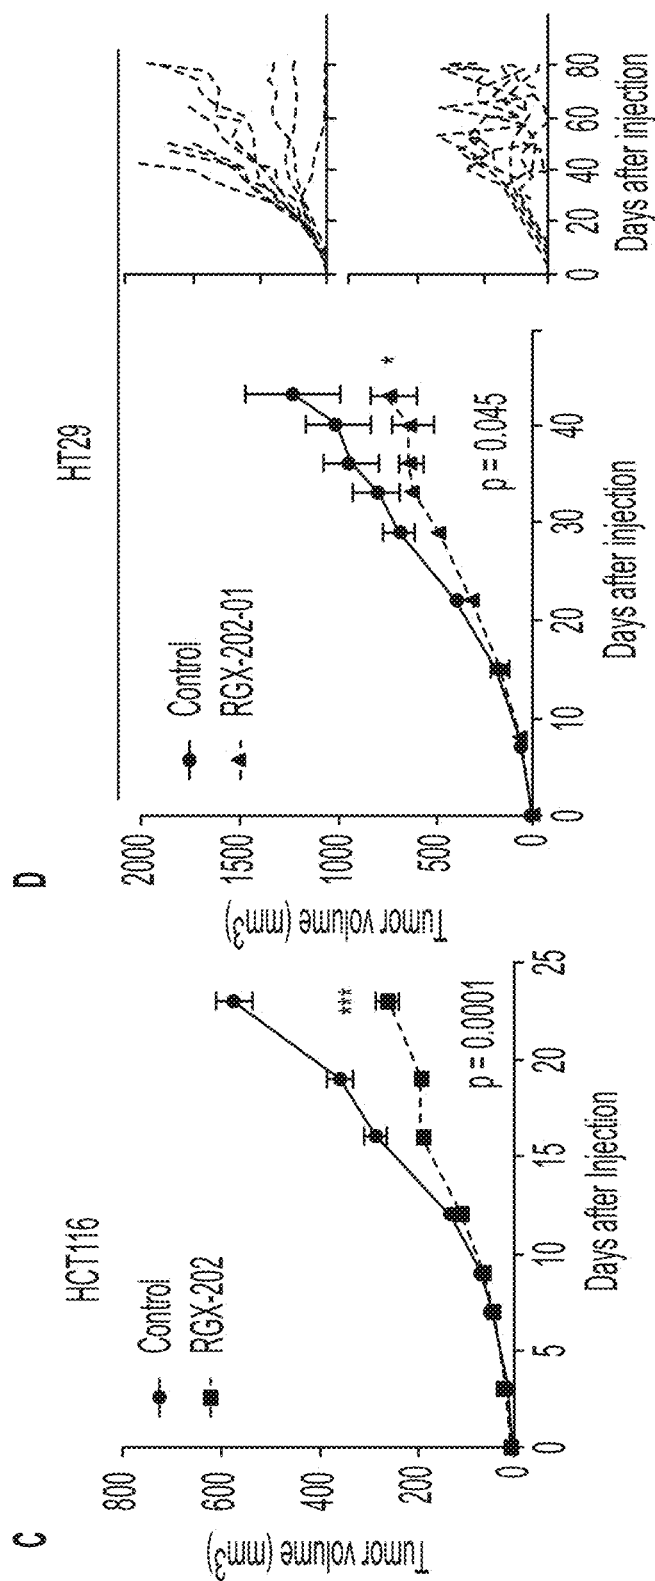 C
HCT116
Control
RGX-202
800
600
400
200
0
Tumor volume (mm3)
***
p = 0.0001
0 5 10 15 20 25
Days after Injection
D
HT29
Control
RGX-202-01
2000
1500
1000
500
0
Tumor volume (mm3)
*
p = 0.045
0 10 20 30 40
Days after injection
0 20 40 60 80
Days after injection